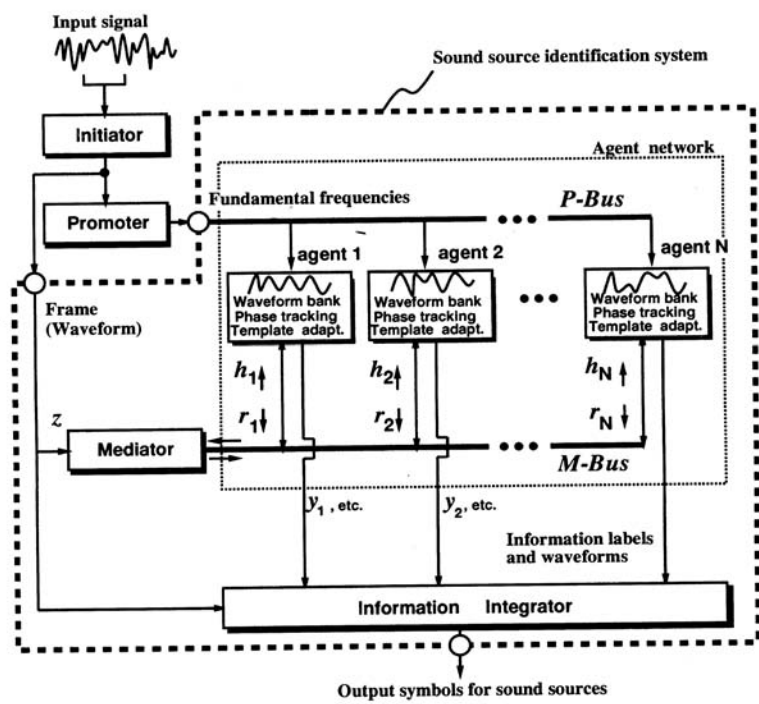 Input signal
Sound source identification system
Initiator
Agent network
Promoter
Fundamental frequencies
P-Bus
agent 1
agent 2
agent N
Waveform bank
Phase tracking
Template adapt.
Waveform bank
Phase tracking
Template adapt.
Waveform bank
Phase tracking
Template adapt.
Frame
(Waveform)
h1
h2
hN
r1
r2
rN
z
Mediator
M-Bus
y1, etc.
y2, etc.
Information labels
and waveforms
Information Integrator
Output symbols for sound sources